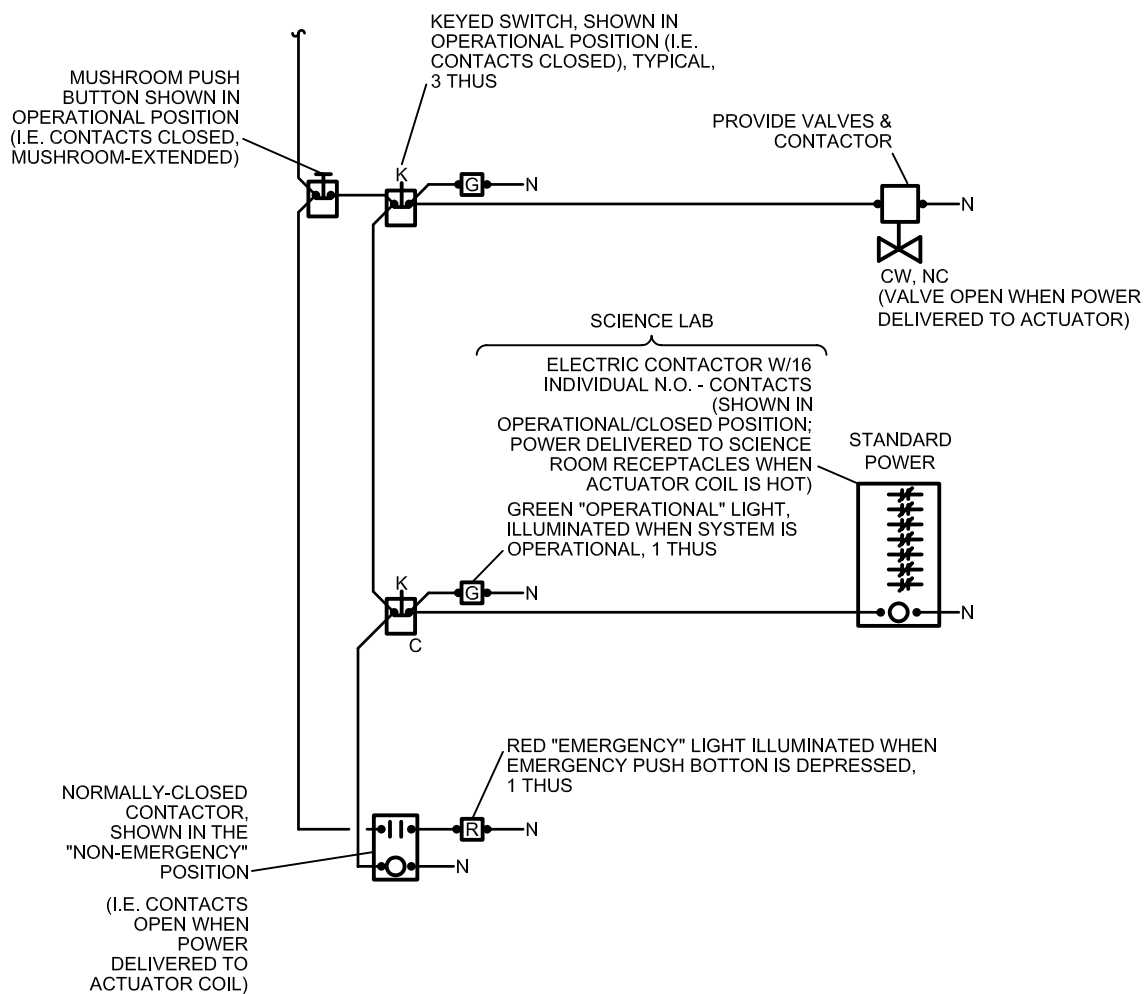 KEYED SWITCH, SHOWN IN
OPERATIONAL POSITION (I.E.
CONTACTS CLOSED), TYPICAL,
3 THUS
MUSHROOM PUSH
BUTTON SHOWN IN
OPERATIONAL POSITION
(I.E. CONTACTS CLOSED,
MUSHROOM-EXTENDED)
PROVIDE VALVES &
CONTACTOR
K
G
N
N
CW, NC
(VALVE OPEN WHEN POWER
DELIVERED TO ACTUATOR)
SCIENCE LAB
ELECTRIC CONTACTOR W/16
INDIVIDUAL N.O. - CONTACTS
(SHOWN IN
OPERATIONAL/CLOSED POSITION;
POWER DELIVERED TO SCIENCE
ROOM RECEPTACLES WHEN
ACTUATOR COIL IS HOT)
STANDARD
POWER
GREEN "OPERATIONAL" LIGHT,
ILLUMINATED WHEN SYSTEM IS
OPERATIONAL, 1 THUS
K
G
N
N
C
RED "EMERGENCY" LIGHT ILLUMINATED WHEN
EMERGENCY PUSH BOTTON IS DEPRESSED,
1 THUS
NORMALLY-CLOSED
CONTACTOR,
SHOWN IN THE
"NON-EMERGENCY"
POSITION
(I.E. CONTACTS
OPEN WHEN
POWER
DELIVERED TO
ACTUATOR COIL)
R
N
N